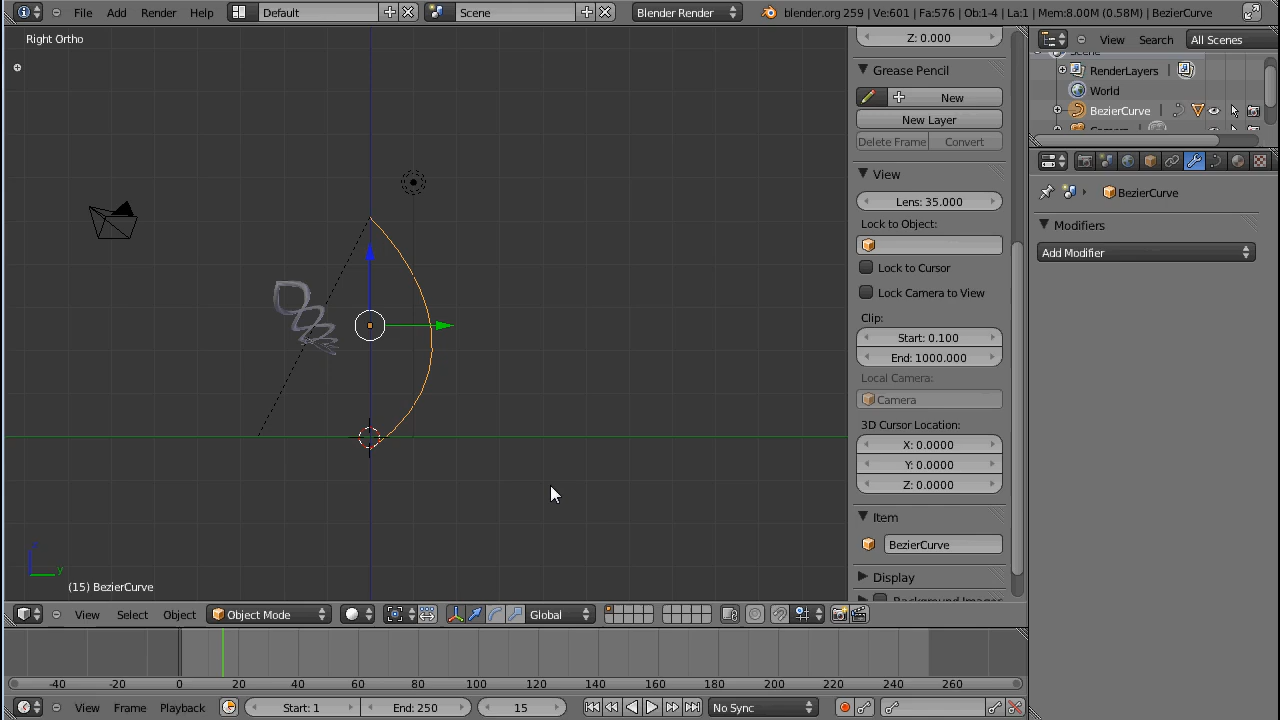 File Add Render Help Default Scene Blender Render blender.org 259 | Ve:601 | Fa:576 | Ob:1-4 | La:1 | Mem:8.00M (0.58M) | BezierCurve
Right Ortho
Z: 0.000
Grease Pencil
New
New Layer
Delete Frame Convert
View
Lens: 35.000
Lock to Object:
Lock to Cursor
Lock Camera to View
Clip:
Start: 0.100
End: 1000.000
Local Camera:
Camera
3D Cursor Location:
X: 0.0000
Y: 0.0000
Z: 0.0000
Item
BezierCurve
Display
View Search All Scenes
RenderLayers
World
BezierCurve
BezierCurve
Modifiers
Add Modifier
y
(15) BezierCurve
View Select Object Object Mode Global
-40 -20 0 20 40 60 80 100 120 140 160 180 200 220 240 260
View Frame Playback Start: 1 End: 250 15 No Sync